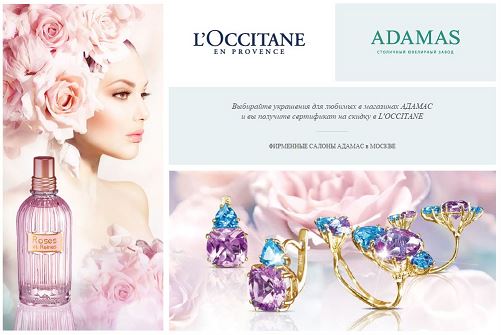 L'OCCITANE
EN PROVENCE
ADAMAS
СТОЛИЧНЫЙ ЮВЕЛИРНЫЙ ЗАВОД
Выбирайте украшения для любимых в магазинах АДАМАС
и вы получите сертификат на скидку в L'OCCITANE
ФИРМЕННЫЕ САЛОНЫ АДАМАС в МОСКВЕ
Roses
et Reines